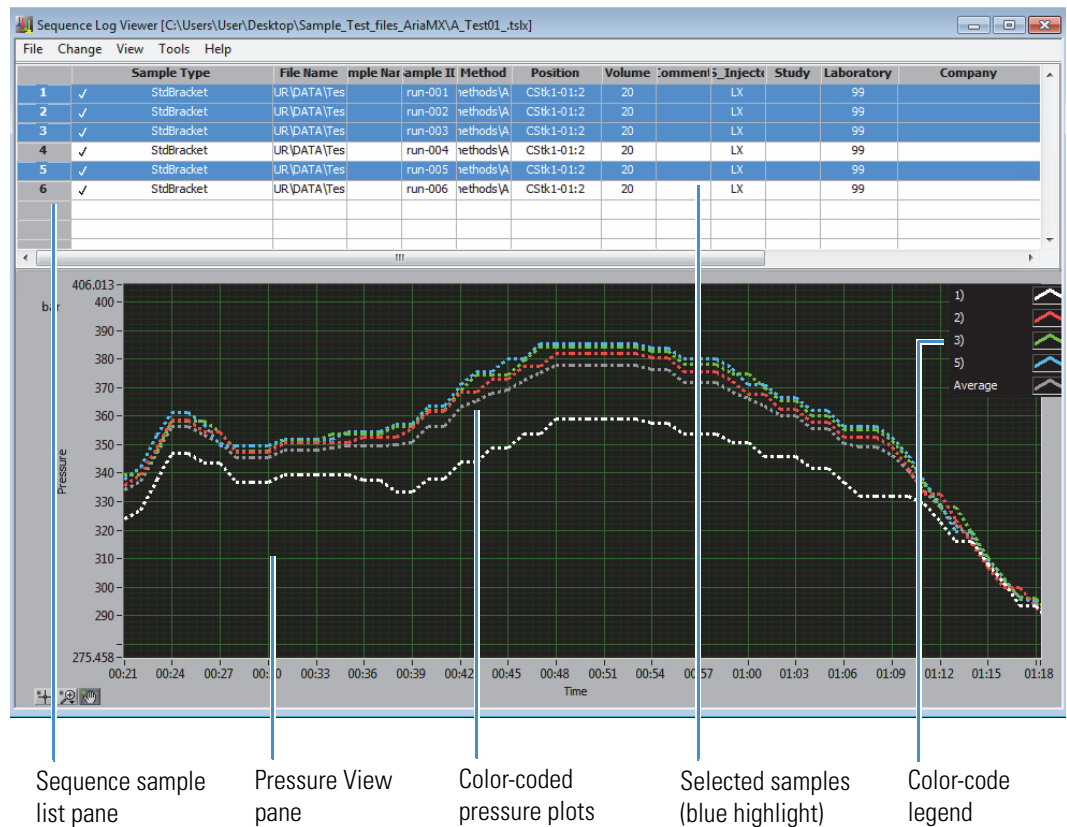 Sequence Log Viewer [C:\Users\User\Desktop\Sample_Test_files_AriaMX\A_Test01_.tslx]
File Change View Tools Help
Sample Type File Name mple Nar ample II Method Position Volume Comment S_Injecto Study Laboratory Company
1 ✓ StdBracket UR\DATA\Tes run-001 nethods\A CStk1-01:2 20 LX 99
2 ✓ StdBracket UR\DATA\Tes run-002 nethods\A CStk1-01:2 20 LX 99
3 ✓ StdBracket UR\DATA\Tes run-003 nethods\A CStk1-01:2 20 LX 99
4 ✓ StdBracket UR\DATA\Tes run-004 nethods\A CStk1-01:2 20 LX 99
5 ✓ StdBracket UR\DATA\Tes run-005 nethods\A CStk1-01:2 20 LX 99
6 ✓ StdBracket UR\DATA\Tes run-006 nethods\A CStk1-01:2 20 LX 99
406.013
bar
400
390
380
370
360
350
340
330
320
310
300
290
275.458
Pressure
1)
2)
3)
5)
Average
00:21 00:24 00:27 00:30 00:33 00:36 00:39 00:42 00:45 00:48 00:51 00:54 00:57 01:00 01:03 01:06 01:09 01:12 01:15 01:18
Time
Sequence sample
list pane
Pressure View
pane
Color-coded
pressure plots
Selected samples
(blue highlight)
Color-code
legend